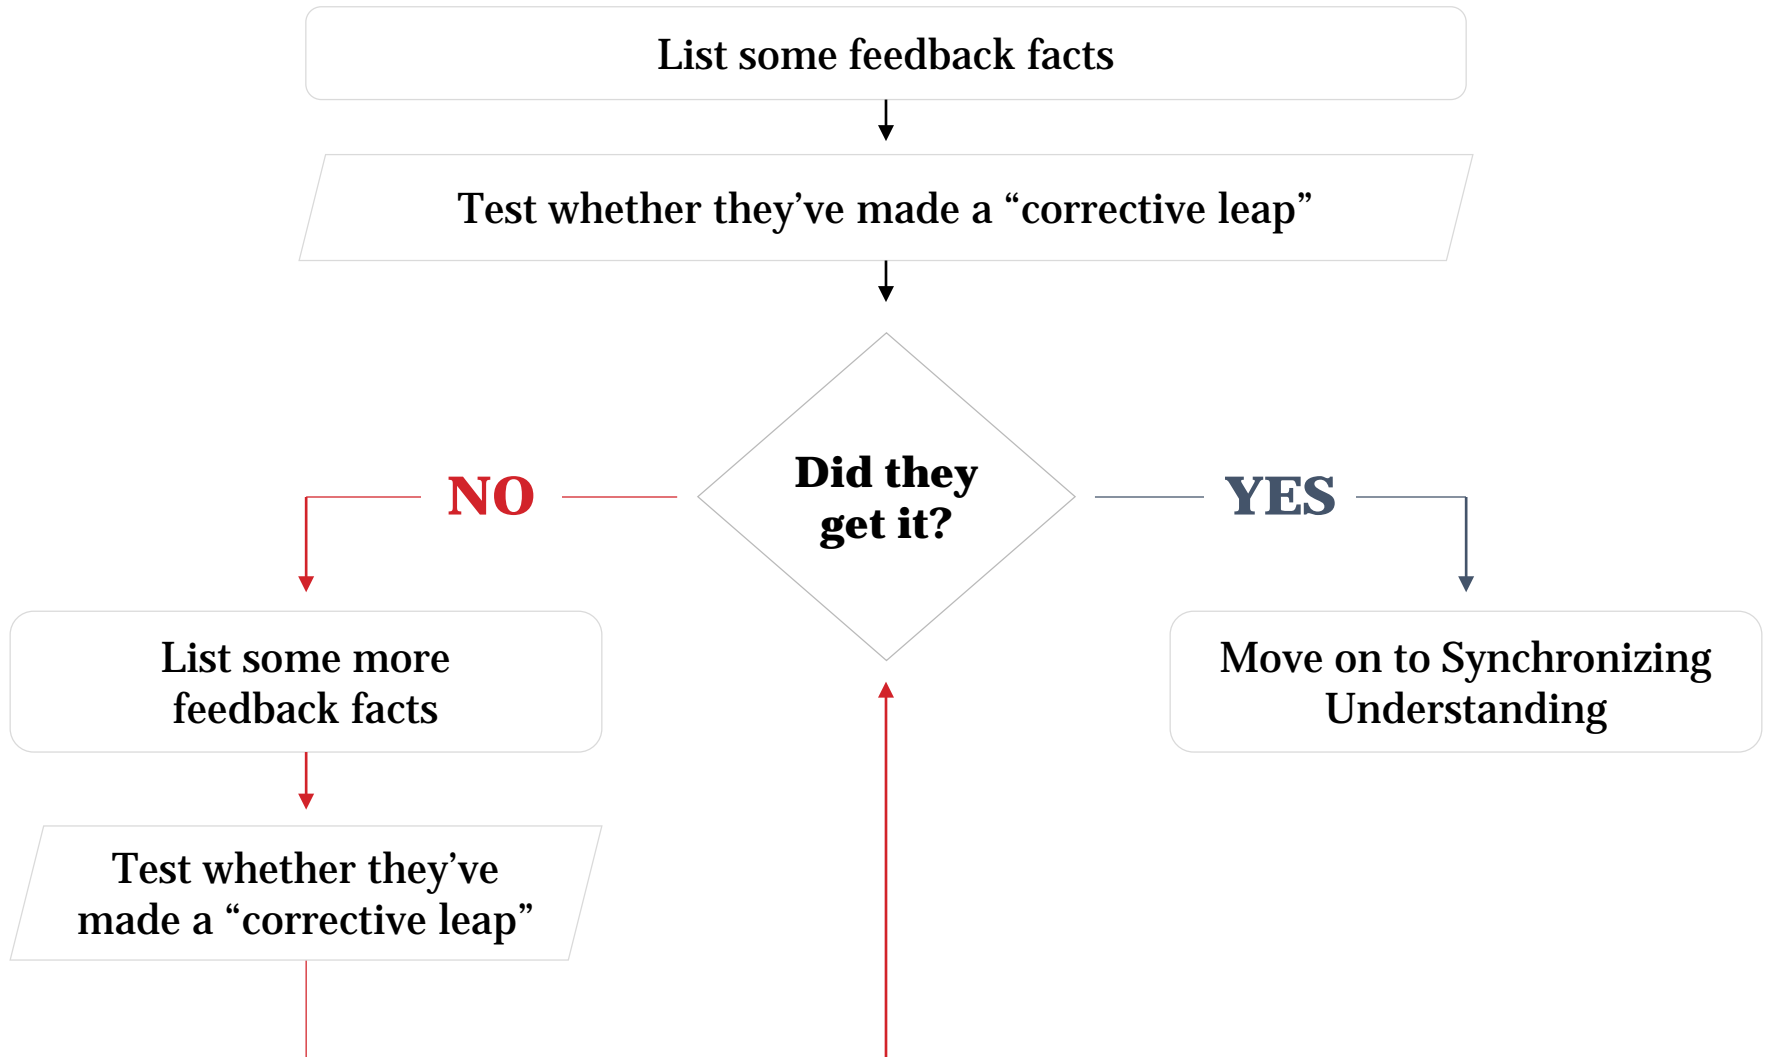 List some feedback facts
Test whether they’ve made a “corrective leap”
Did they
get it?
NO
YES
List some more
feedback facts
Move on to Synchronizing
Understanding
Test whether they’ve
made a “corrective leap”